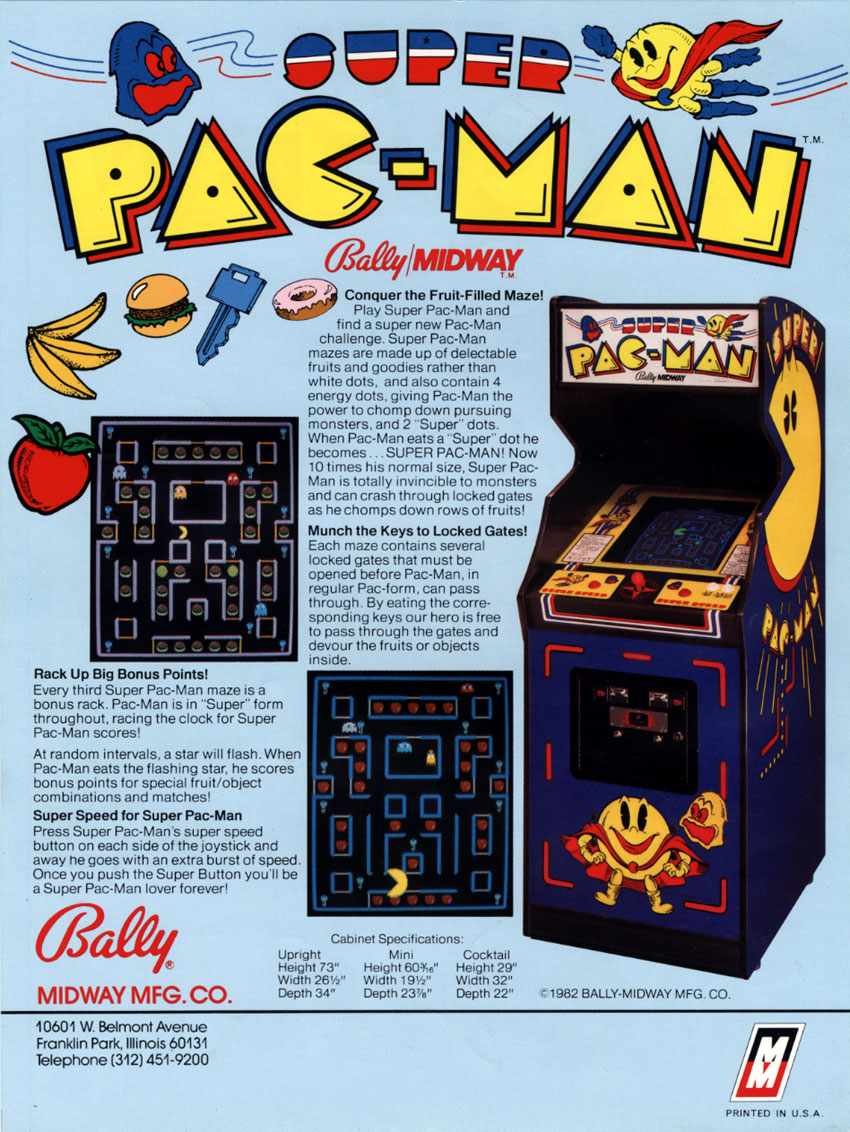 SUPER
PAC-MAN
T.M.
Bally/MIDWAY
T.M.
Conquer the Fruit-Filled Maze!
Play Super Pac-Man and
find a super new Pac-Man
challenge. Super Pac-Man
mazes are made up of delectable
fruits and goodies rather than
white dots, and also contain 4
energy dots, giving Pac-Man the
power to chomp down pursuing
monsters, and 2 "Super" dots.
When Pac-Man eats a "Super" dot he
becomes...SUPER PAC-MAN! Now
10 times his normal size, Super Pac-
Man is totally invincible to monsters
and can crash through locked gates
as he chomps down rows of fruits!
Munch the Keys to Locked Gates!
Each maze contains several
locked gates that must be
opened before Pac-Man, in
regular Pac-form, can pass
through. By eating the corre-
sponding keys our hero is free
to pass through the gates and
devour the fruits or objects
inside.
SUPER
PAC-MAN
Bally MIDWAY
SUPER
PAC-MAN
Rack Up Big Bonus Points!
Every third Super Pac-Man maze is a
bonus rack. Pac-Man is in "Super" form
throughout, racing the clock for Super
Pac-Man scores!
At random intervals, a star will flash. When
Pac-Man eats the flashing star, he scores
bonus points for special fruit/object
combinations and matches!
Super Speed for Super Pac-Man
Press Super Pac-Man's super speed
button on each side of the joystick and
away he goes with an extra burst of speed.
Once you push the Super Button you'll be
a Super Pac-Man lover forever!
Bally®
MIDWAY MFG. CO.
Cabinet Specifications:
Upright Mini Cocktail
Height 73" Height 60³⁄₁₆" Height 29"
Width 26½" Width 19½" Width 32"
Depth 34" Depth 23⅞" Depth 22"
©1982 BALLY-MIDWAY MFG. CO.
10601 W. Belmont Avenue
Franklin Park, Illinois 60131
Telephone (312) 451-9200
MM
PRINTED IN U.S.A.